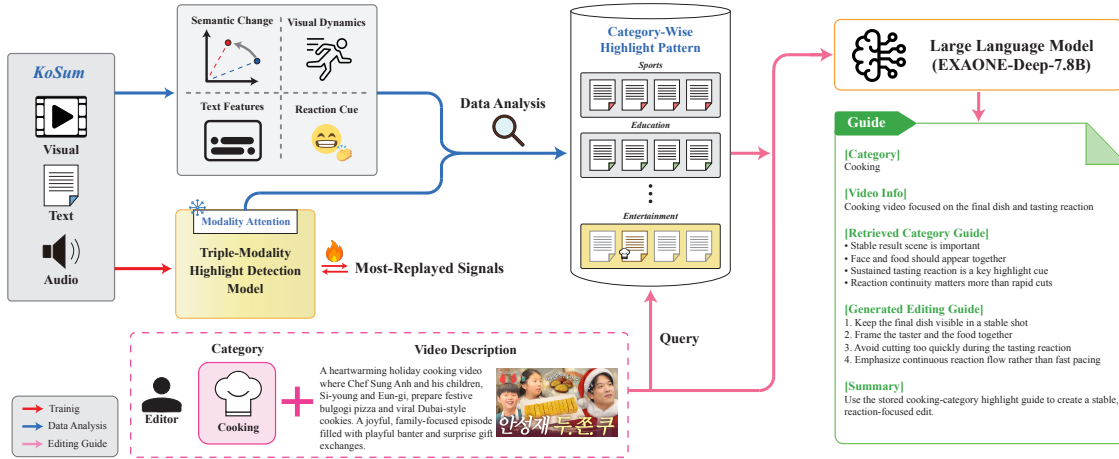 KoSum
Visual
Text
Audio
Semantic Change
Visual Dynamics
Text Features
Reaction Cue
Modality Attention
Triple-Modality
Highlight Detection
Model
Most-Replayed Signals
Data Analysis
Category-Wise
Highlight Pattern
Sports
Education
Entertainment
Query
Large Language Model
(EXAONE-Deep-7.8B)
Guide
[Category]
Cooking
[Video Info]
Cooking video focused on the final dish and tasting reaction
[Retrieved Category Guide]
• Stable result scene is important
• Face and food should appear together
• Sustained tasting reaction is a key highlight cue
• Reaction continuity matters more than rapid cuts
[Generated Editing Guide]
1. Keep the final dish visible in a stable shot
2. Frame the taster and the food together
3. Avoid cutting too quickly during the tasting reaction
4. Emphasize continuous reaction flow rather than fast pacing
[Summary]
Use the stored cooking-category highlight guide to create a stable,
reaction-focused edit.
Editor
Category
Cooking
Video Description
A heartwarming holiday cooking video
where Chef Sung Anh and his children,
Si-young and Eun-gi, prepare festive
bulgogi pizza and viral Dubai-style
cookies. A joyful, family-focused episode
filled with playful banter and surprise gift
exchanges.
안성재 두.쫀.쿠
Trainig
Data Analysis
Editing Guide